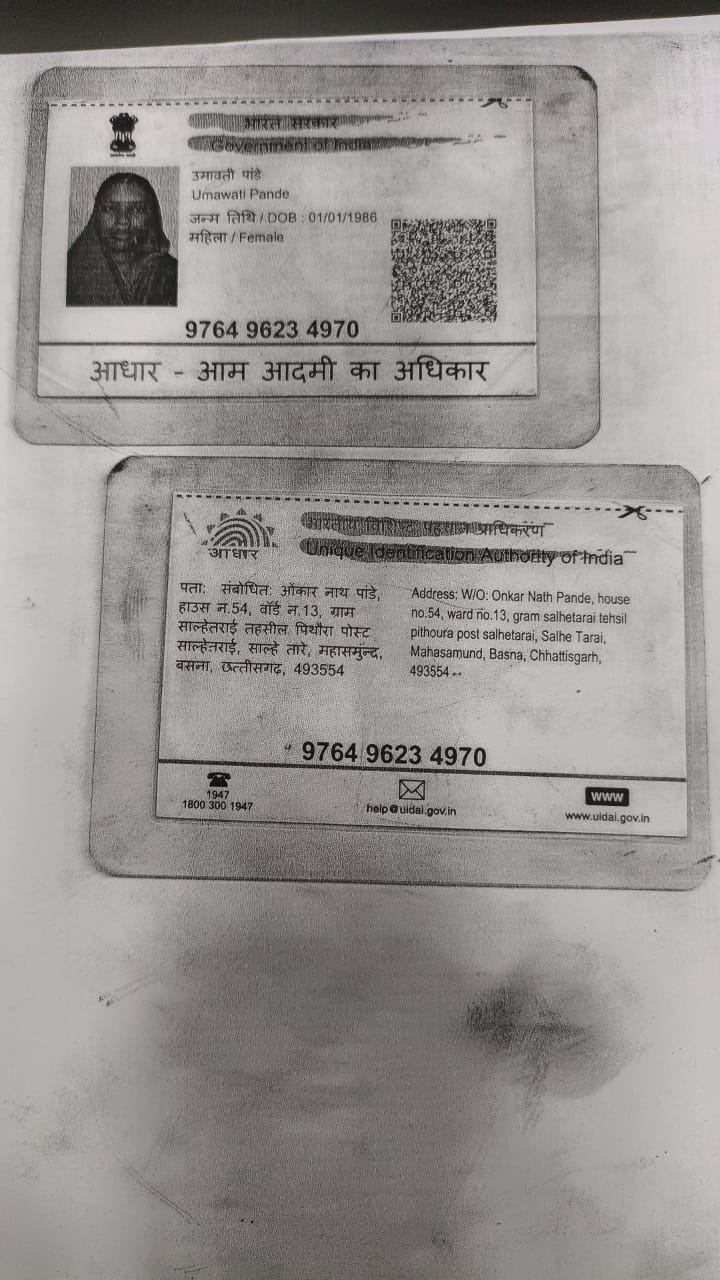 भारत सरकार
Government of India
उमावती पांडे
Umawati Pande
जन्म तिथि / DOB : 01/01/1986
महिला / Female
9764 9623 4970
आधार - आम आदमी का अधिकार
भारतीय विशिष्ट पहचान प्राधिकरण
Unique Identification Authority of India
आधार
पता: संबोधित: ओंकार नाथ पांडे,
हाउस न.54, वॉर्ड न.13, ग्राम
साल्हेतराई तहसील पिथौरा पोस्ट
साल्हेतराई, साल्हे तारे, महासमुन्द,
बसना, छत्तीसगढ़, 493554
Address: W/O: Onkar Nath Pande, house
no.54, ward no.13, gram salhetarai tehsil
pithoura post salhetarai, Salhe Tarai,
Mahasamund, Basna, Chhattisgarh,
493554
9764 9623 4970
1947
1800 300 1947
help@uidai.gov.in
www
www.uidai.gov.in